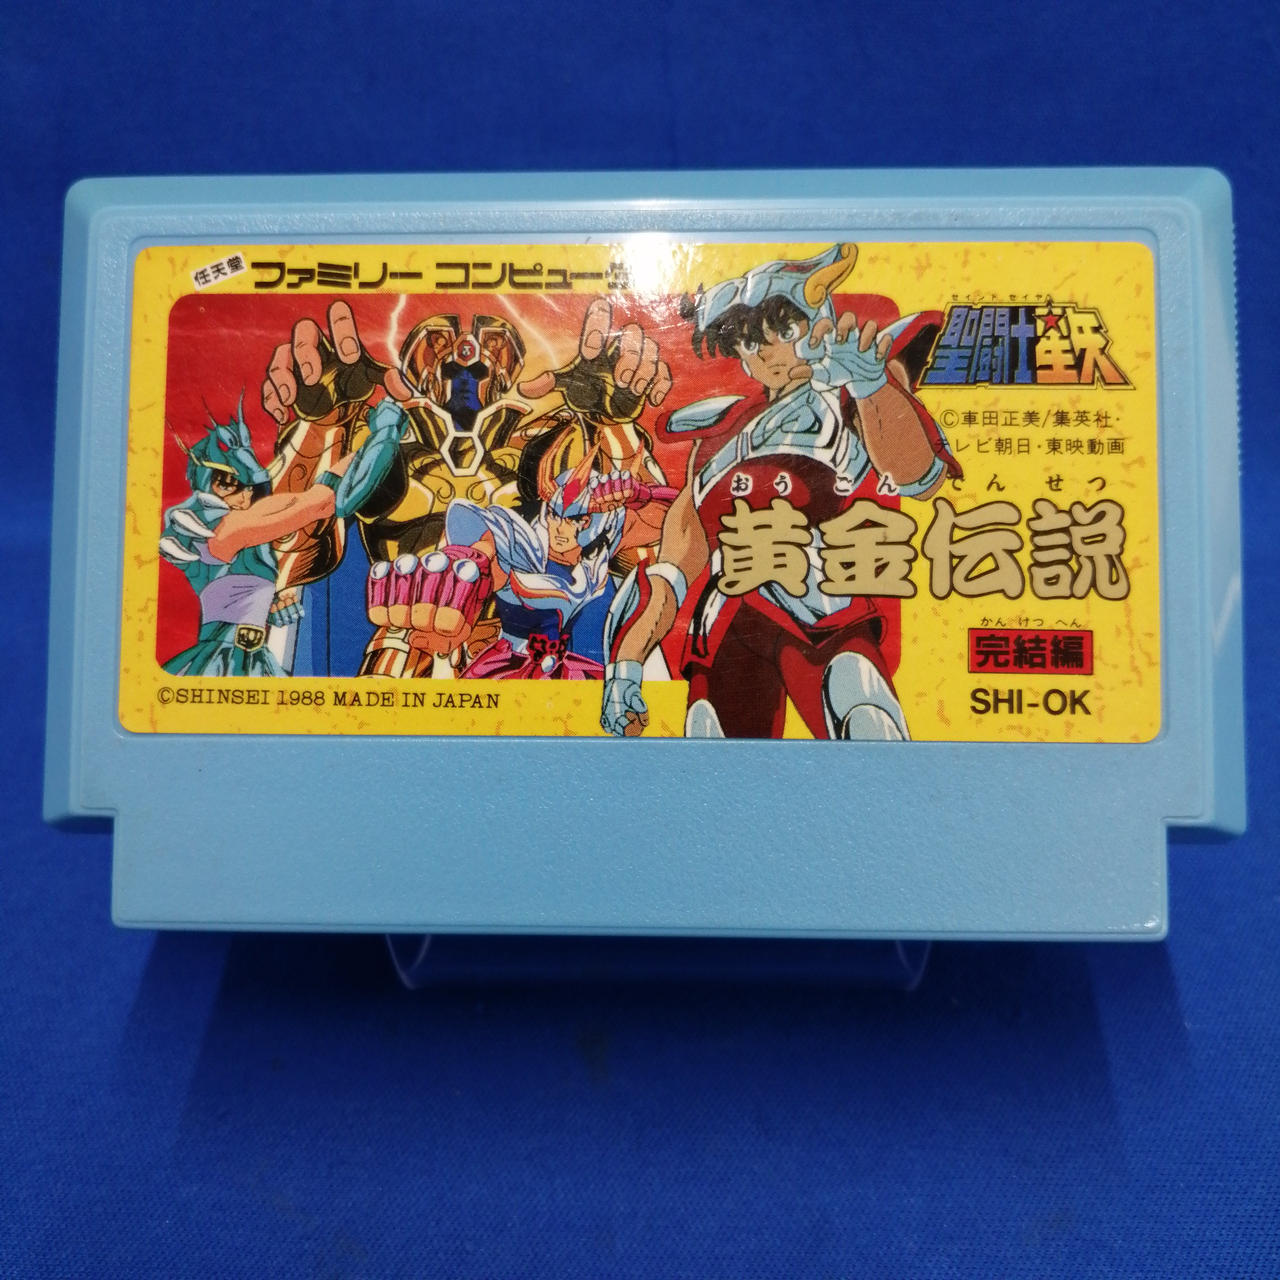 任天堂
ファミリー コンピュータ
セイント セイヤ
聖闘士星矢
©車田正美/集英社・
テレビ朝日・東映動画
おう ごん でん せつ
黄金伝説
かん けつ へん
完結編
SHI-OK
©SHINSEI 1988 MADE IN JAPAN